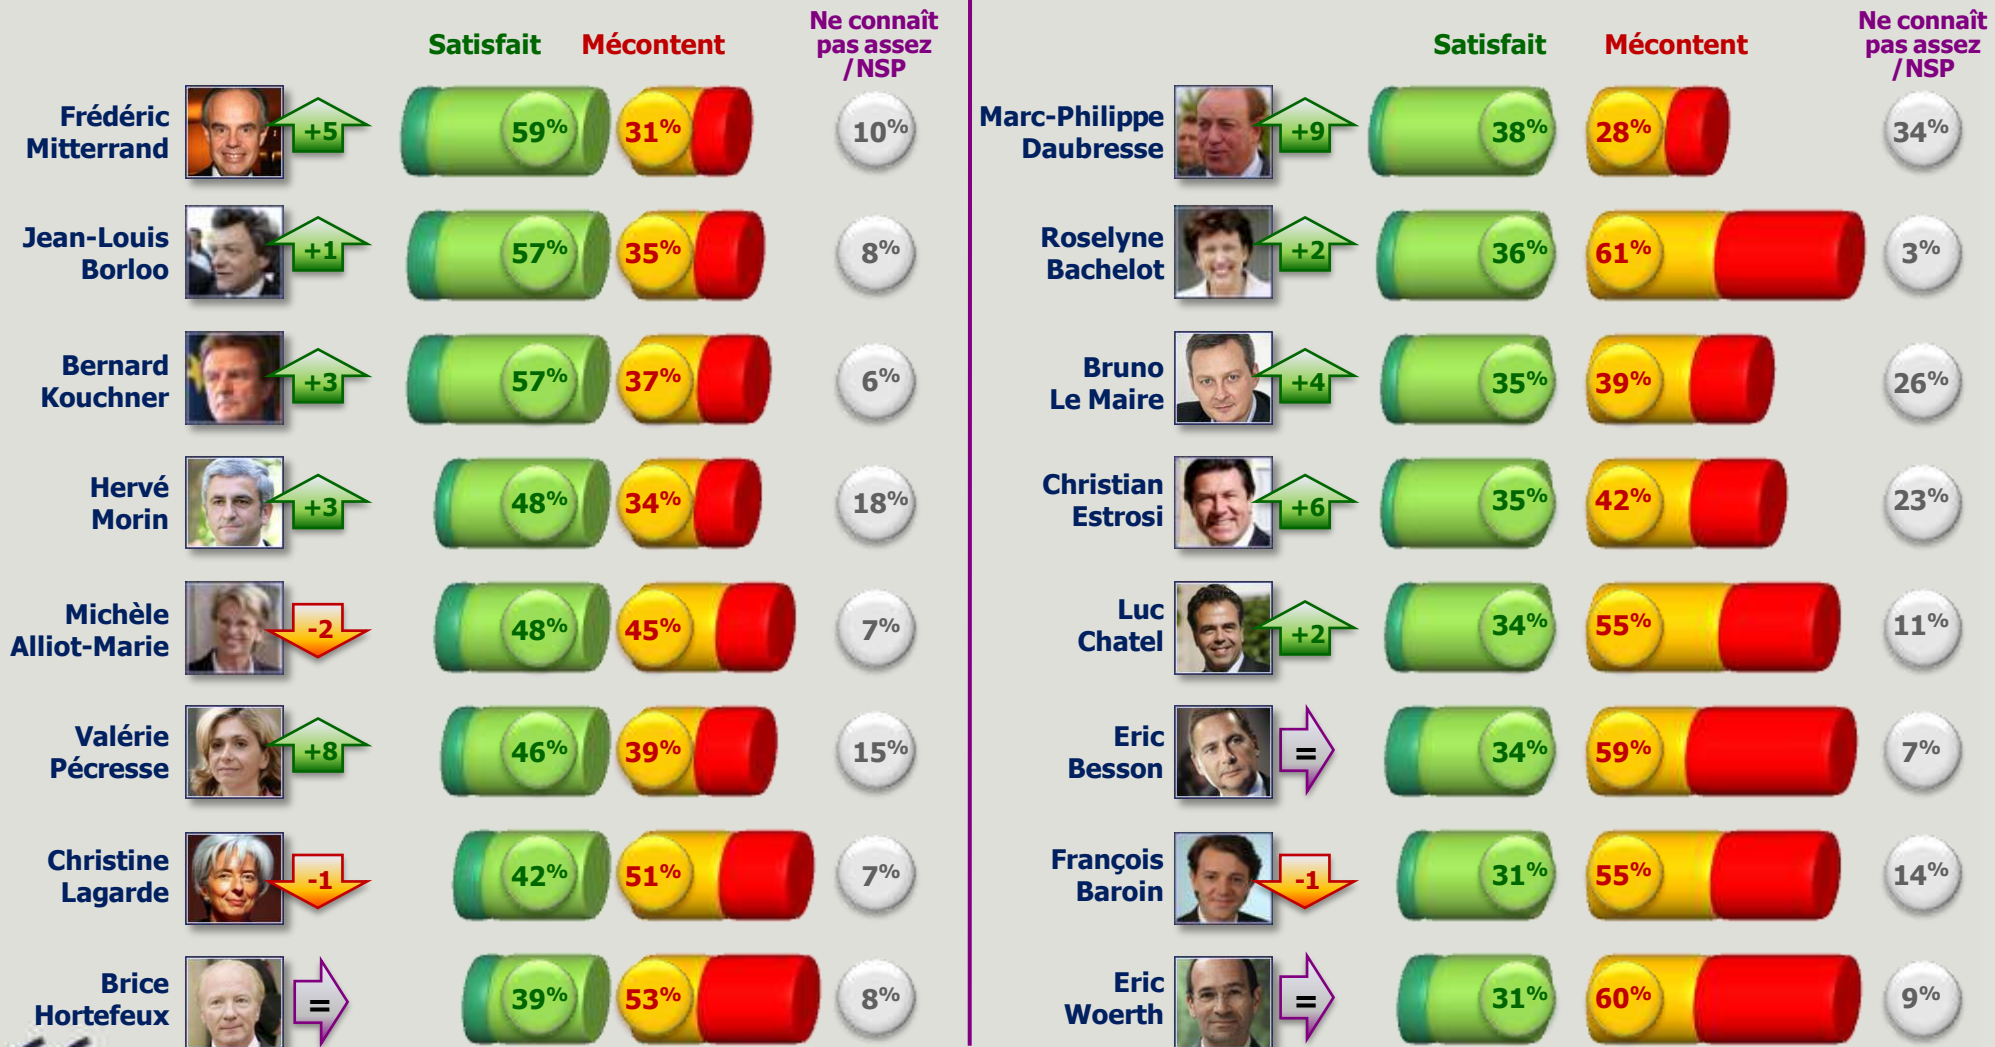 Satisfait Mécontent Ne connaît
pas assez
/NSP
Frédéric
Mitterrand +5 59% 31% 10%
Jean-Louis
Borloo +1 57% 35% 8%
Bernard
Kouchner +3 57% 37% 6%
Hervé
Morin +3 48% 34% 18%
Michèle
Alliot-Marie -2 48% 45% 7%
Valérie
Pécresse +8 46% 39% 15%
Christine
Lagarde -1 42% 51% 7%
Brice
Hortefeux = 39% 53% 8%
Satisfait Mécontent Ne connaît
pas assez
/NSP
Marc-Philippe
Daubresse +9 38% 28% 34%
Roselyne
Bachelot +2 36% 61% 3%
Bruno
Le Maire +4 35% 39% 26%
Christian
Estrosi +6 35% 42% 23%
Luc
Chatel +2 34% 55% 11%
Eric
Besson = 34% 59% 7%
François
Baroin -1 31% 55% 14%
Eric
Woerth = 31% 60% 9%